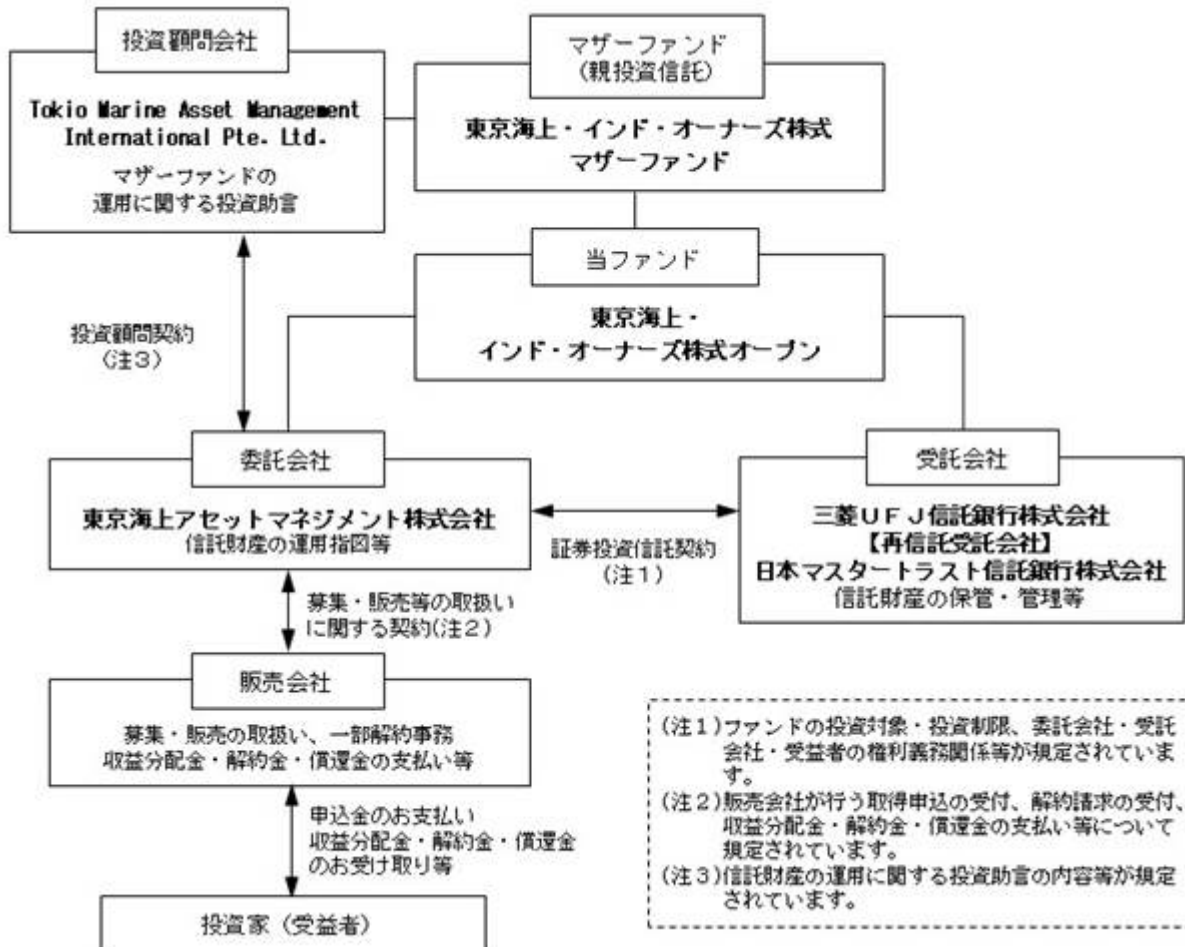 投資顧問会社
Tokio Marine Asset Management
International Pte. Ltd.
マザーファンドの
運用に関する投資助言
マザーファンド
(親投資信託)
東京海上・インド・オーナーズ株式
マザーファンド
当ファンド
東京海上・
インド・オーナーズ株式オープン
投資顧問契約
(注3)
委託会社
東京海上アセットマネジメント株式会社
信託財産の運用指図等
証券投資信託契約
(注1)
受託会社
三菱UFJ信託銀行株式会社
【再信託受託会社】
日本マスタートラスト信託銀行株式会社
信託財産の保管・管理等
募集・販売等の取扱い
に関する契約(注2)
販売会社
募集・販売の取扱い、一部解約事務
収益分配金・解約金・償還金の支払い等
申込金のお支払い
収益分配金・解約金・償還金
のお受け取り等
投資家(受益者)
(注1)ファンドの投資対象・投資制限、委託会社・受託
会社・受益者の権利義務関係等が規定されていま
す。
(注2)販売会社が行う取得申込の受付、解約請求の受付、
収益分配金・解約金・償還金の支払い等について
規定されています。
(注3)信託財産の運用に関する投資助言の内容等が規定
されています。